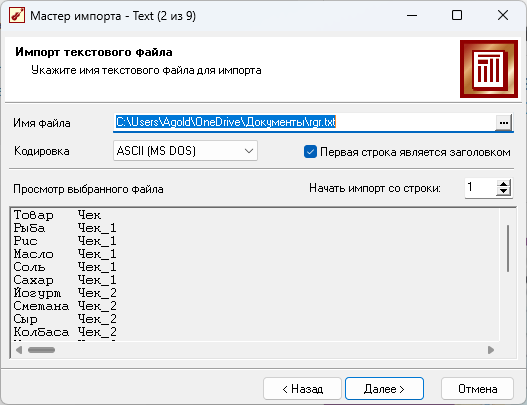 Мастер импорта - Text (2 из 9)
Импорт текстового файла
Укажите имя текстового файла для импорта
Имя файла C:\Users\Agold\OneDrive\Документы\rgr.txt ...
Кодировка ASCII (MS DOS) Первая строка является заголовком
Просмотр выбранного файла Начать импорт со строки: 1
Товар Чек
Рыба Чек_1
Рис Чек_1
Масло Чек_1
Соль Чек_1
Сахар Чек_1
Йогурт Чек_2
Сметана Чек_2
Сыр Чек_2
Колбаса Чек_2
< Назад Далее > Отмена